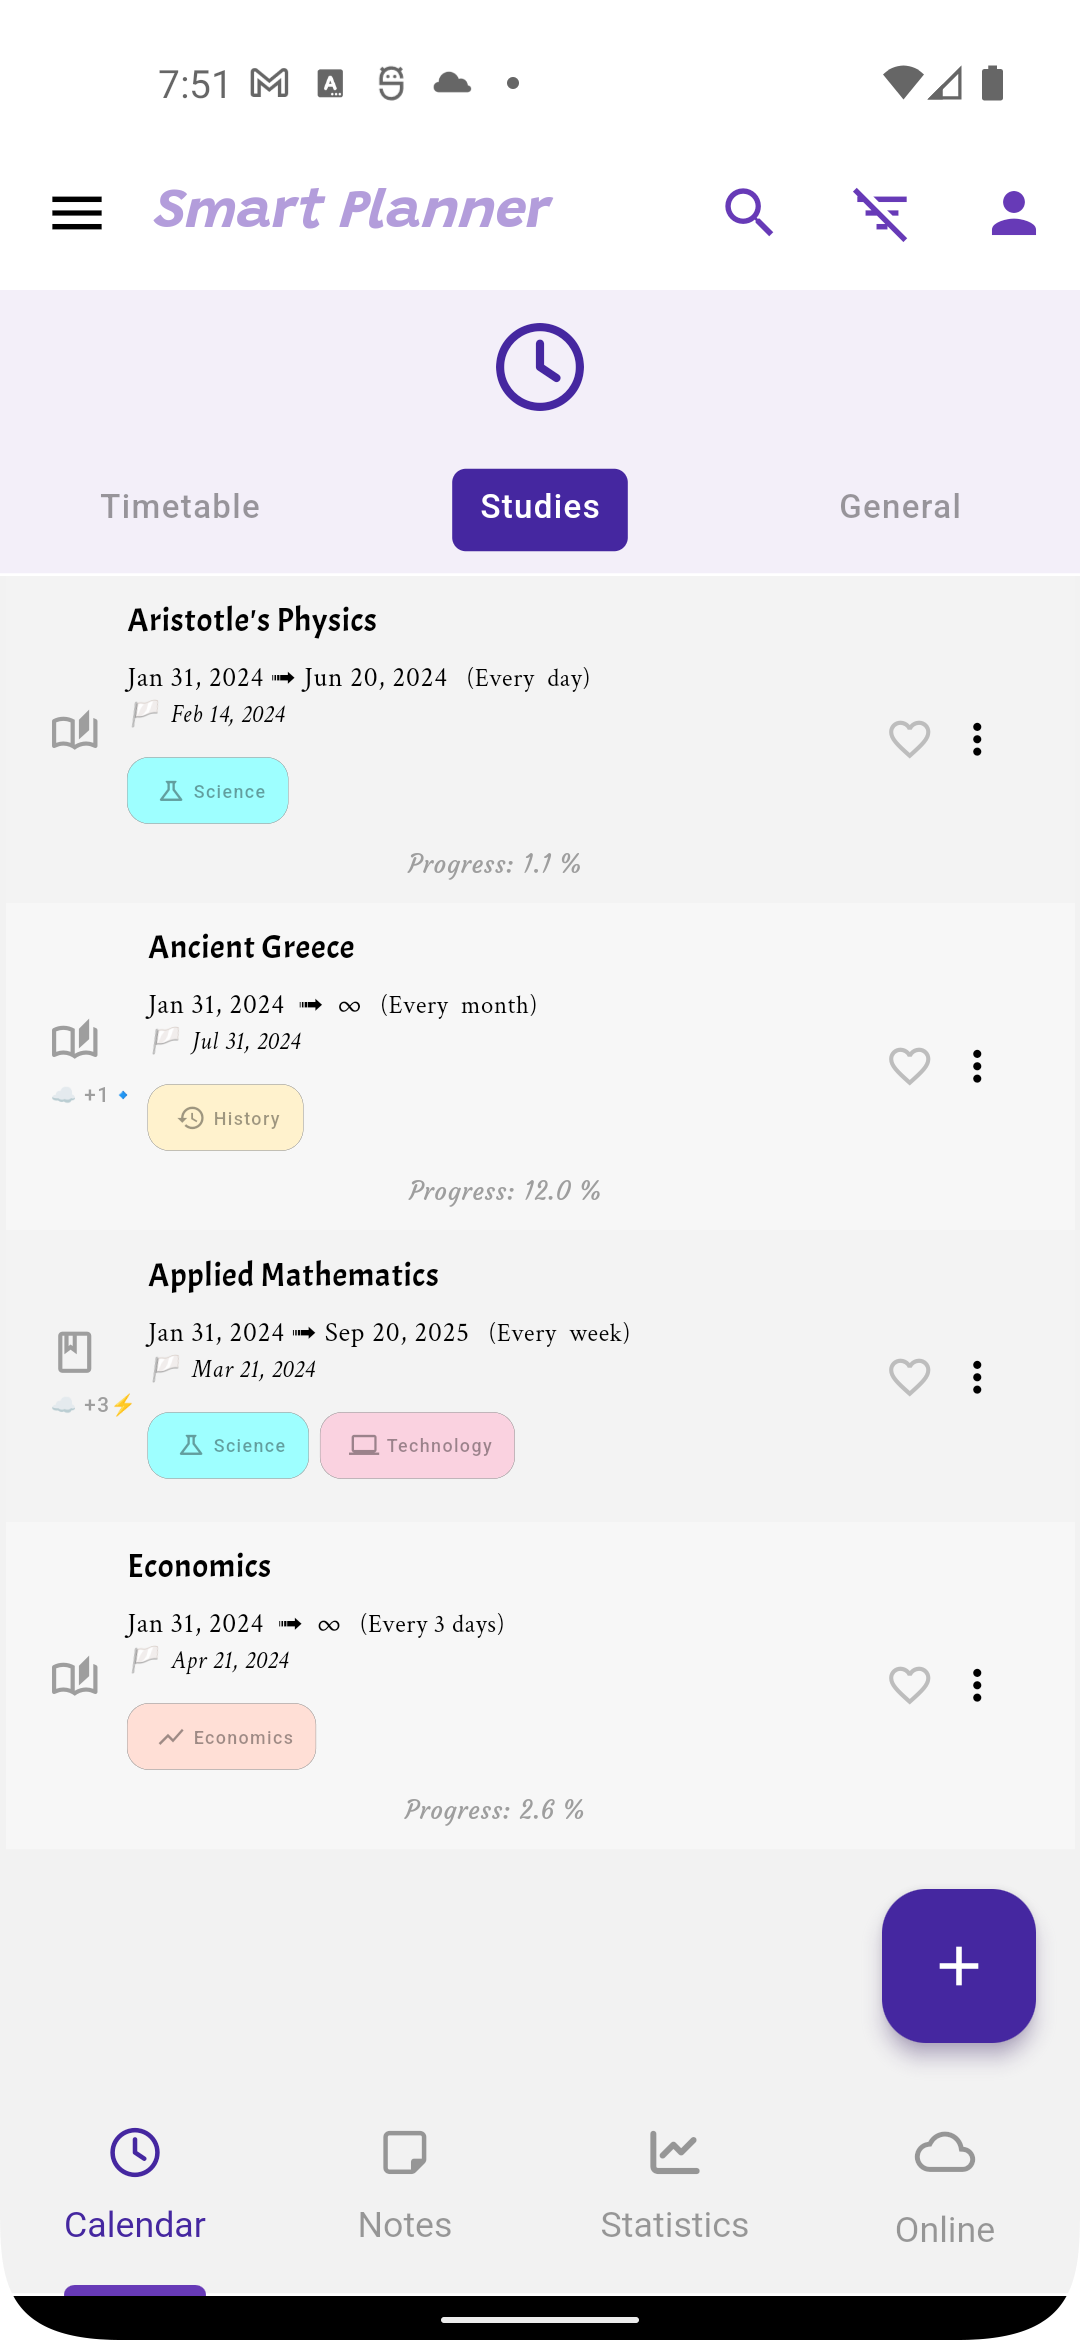 7:51
Smart Planner
Timetable Studies General
Aristotle's Physics
Jan 31, 2024 ➟ Jun 20, 2024 (Every day)
Feb 14, 2024
Science
Progress: 1.1 %
Ancient Greece
Jan 31, 2024 ➟ ∞ (Every month)
Jul 31, 2024
+1
History
Progress: 12.0 %
Applied Mathematics
Jan 31, 2024 ➟ Sep 20, 2025 (Every week)
Mar 21, 2024
+3
Science Technology
Economics
Jan 31, 2024 ➟ ∞ (Every 3 days)
Apr 21, 2024
Economics
Progress: 2.6 %
Calendar Notes Statistics Online